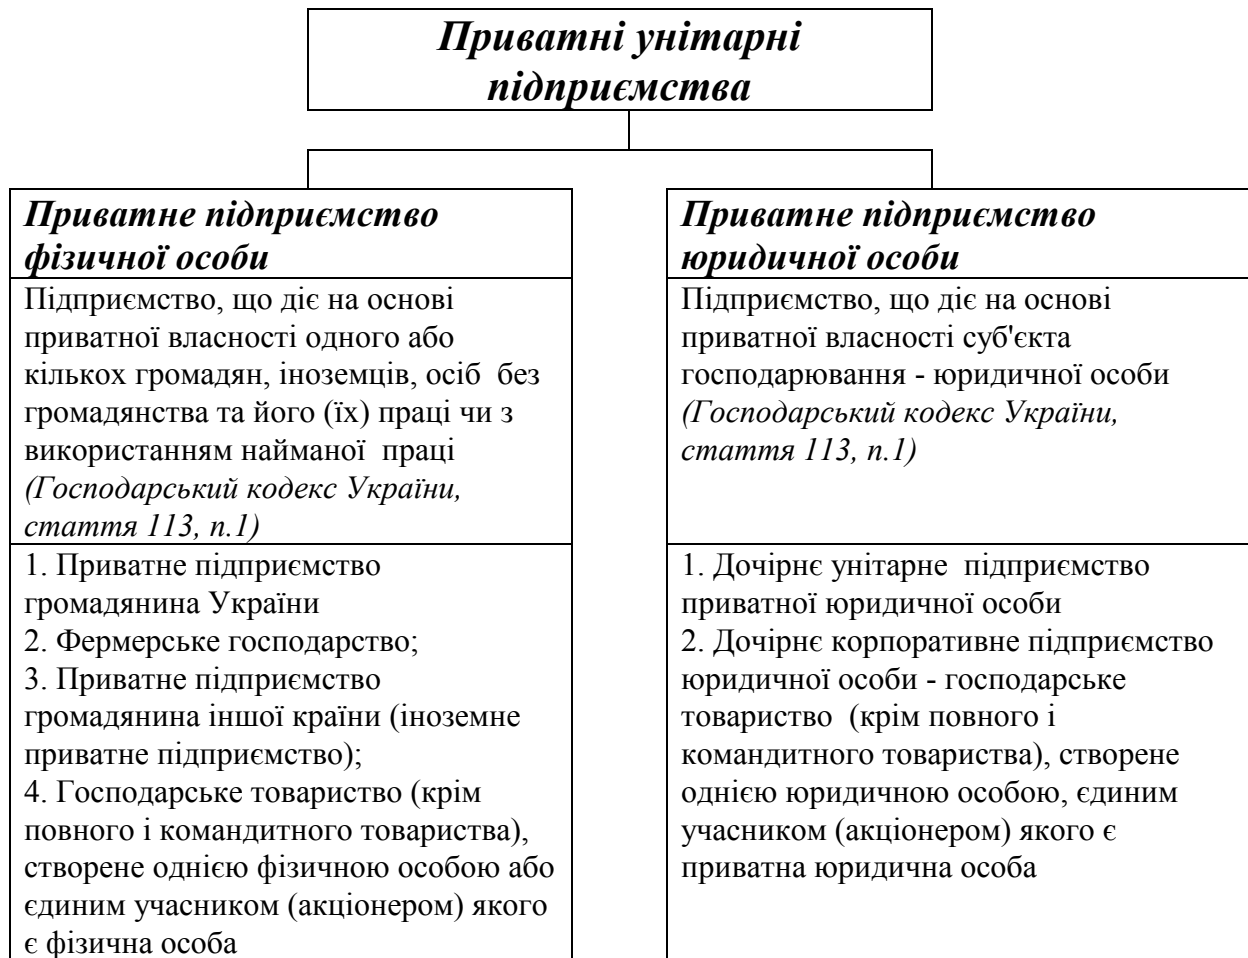 Приватні унітарні
підприємства
Приватне підприємство
фізичної особи
Підприємство, що діє на основі
приватної власності одного або
кількох громадян, іноземців, осіб без
громадянства та його (їх) праці чи з
використанням найманої праці
(Господарський кодекс України,
стаття 113, п.1)
1. Приватне підприємство
громадянина України
2. Фермерське господарство;
3. Приватне підприємство
громадянина іншої країни (іноземне
приватне підприємство);
4. Господарське товариство (крім
повного і командитного товариства),
створене однією фізичною особою або
єдиним учасником (акціонером) якого
є фізична особа
Приватне підприємство
юридичної особи
Підприємство, що діє на основі
приватної власності суб'єкта
господарювання - юридичної особи
(Господарський кодекс України,
стаття 113, п.1)
1. Дочірнє унітарне підприємство
приватної юридичної особи
2. Дочірнє корпоративне підприємство
юридичної особи - господарське
товариство (крім повного і
командитного товариства), створене
однією юридичною особою, єдиним
учасником (акціонером) якого є
приватна юридична особа